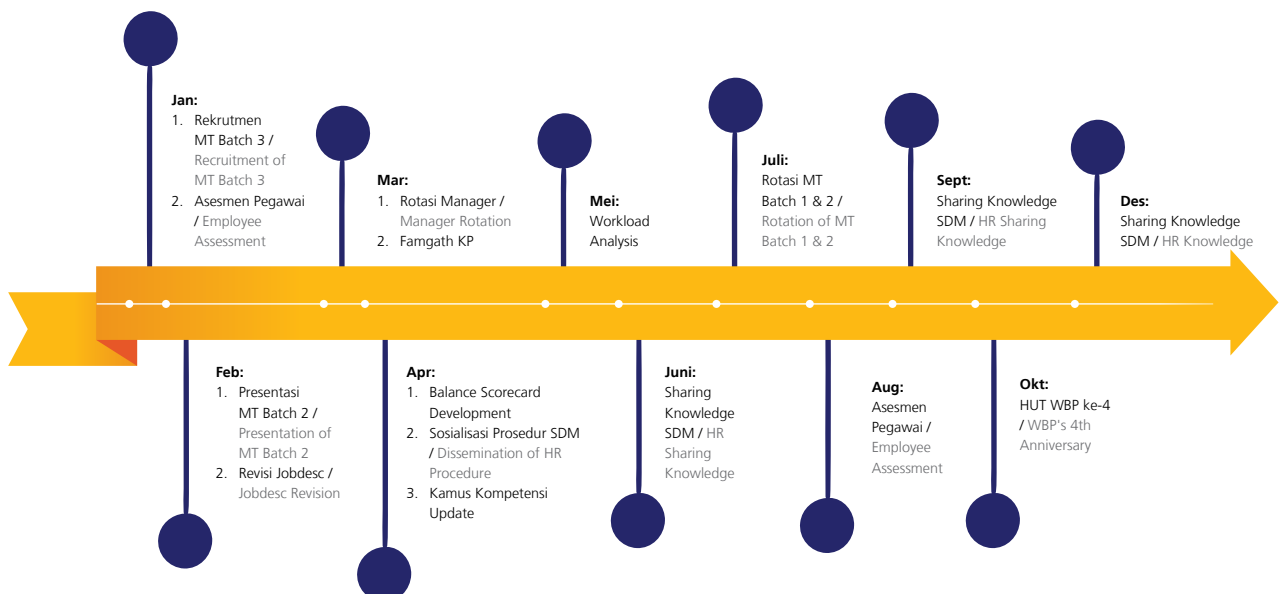 Jan:
1. Rekrutmen
MT Batch 3 /
Recruitment of
MT Batch 3
2. Asesmen Pegawai
/ Employee
Assessment
Mar:
1. Rotasi Manager /
Manager Rotation
2. Famgath KP
Mei:
Workload
Analysis
Juli:
Rotasi MT
Batch 1 & 2 /
Rotation of MT
Batch 1 & 2
Sept:
Sharing Knowledge
SDM / HR Sharing
Knowledge
Des:
Sharing Knowledge
SDM / HR Knowledge
Feb:
1. Presentasi
MT Batch 2 /
Presentation of
MT Batch 2
2. Revisi Jobdesc /
Jobdesc Revision
Apr:
1. Balance Scorecard
Development
2. Sosialisasi Prosedur SDM
/ Dissemination of HR
Procedure
3. Kamus Kompetensi
Update
Juni:
Sharing
Knowledge
SDM / HR
Sharing
Knowledge
Aug:
Asesmen
Pegawai /
Employee
Assessment
Okt:
HUT WBP ke-4
/ WBP's 4th
Anniversary